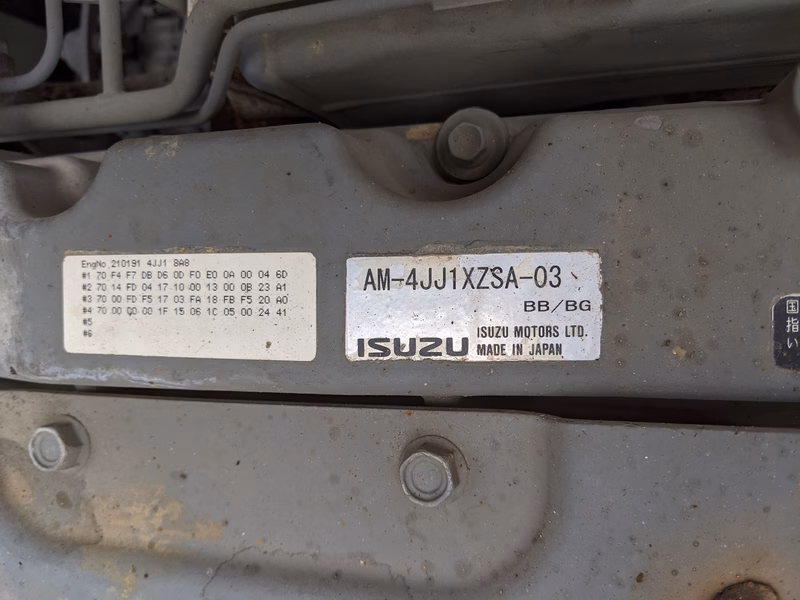 EngNo.210191 4JJ1 8A8
#1 70 F4 F7 DB D6 0D F0 E0 0A 00 04 6D
#2 70 14 FD 04 17 10 00 13 00 0B 23 A1
#3 70 00 FD F5 17 03 FA 18 FB F5 20 A0
#4 70 00 00 00 1F 15 06 1C 05 00 24 41
#5
#6
AM-4JJ1XZSA-03
BB/BG
ISUZU
ISUZU MOTORS LTD.
MADE IN JAPAN
国
指
い